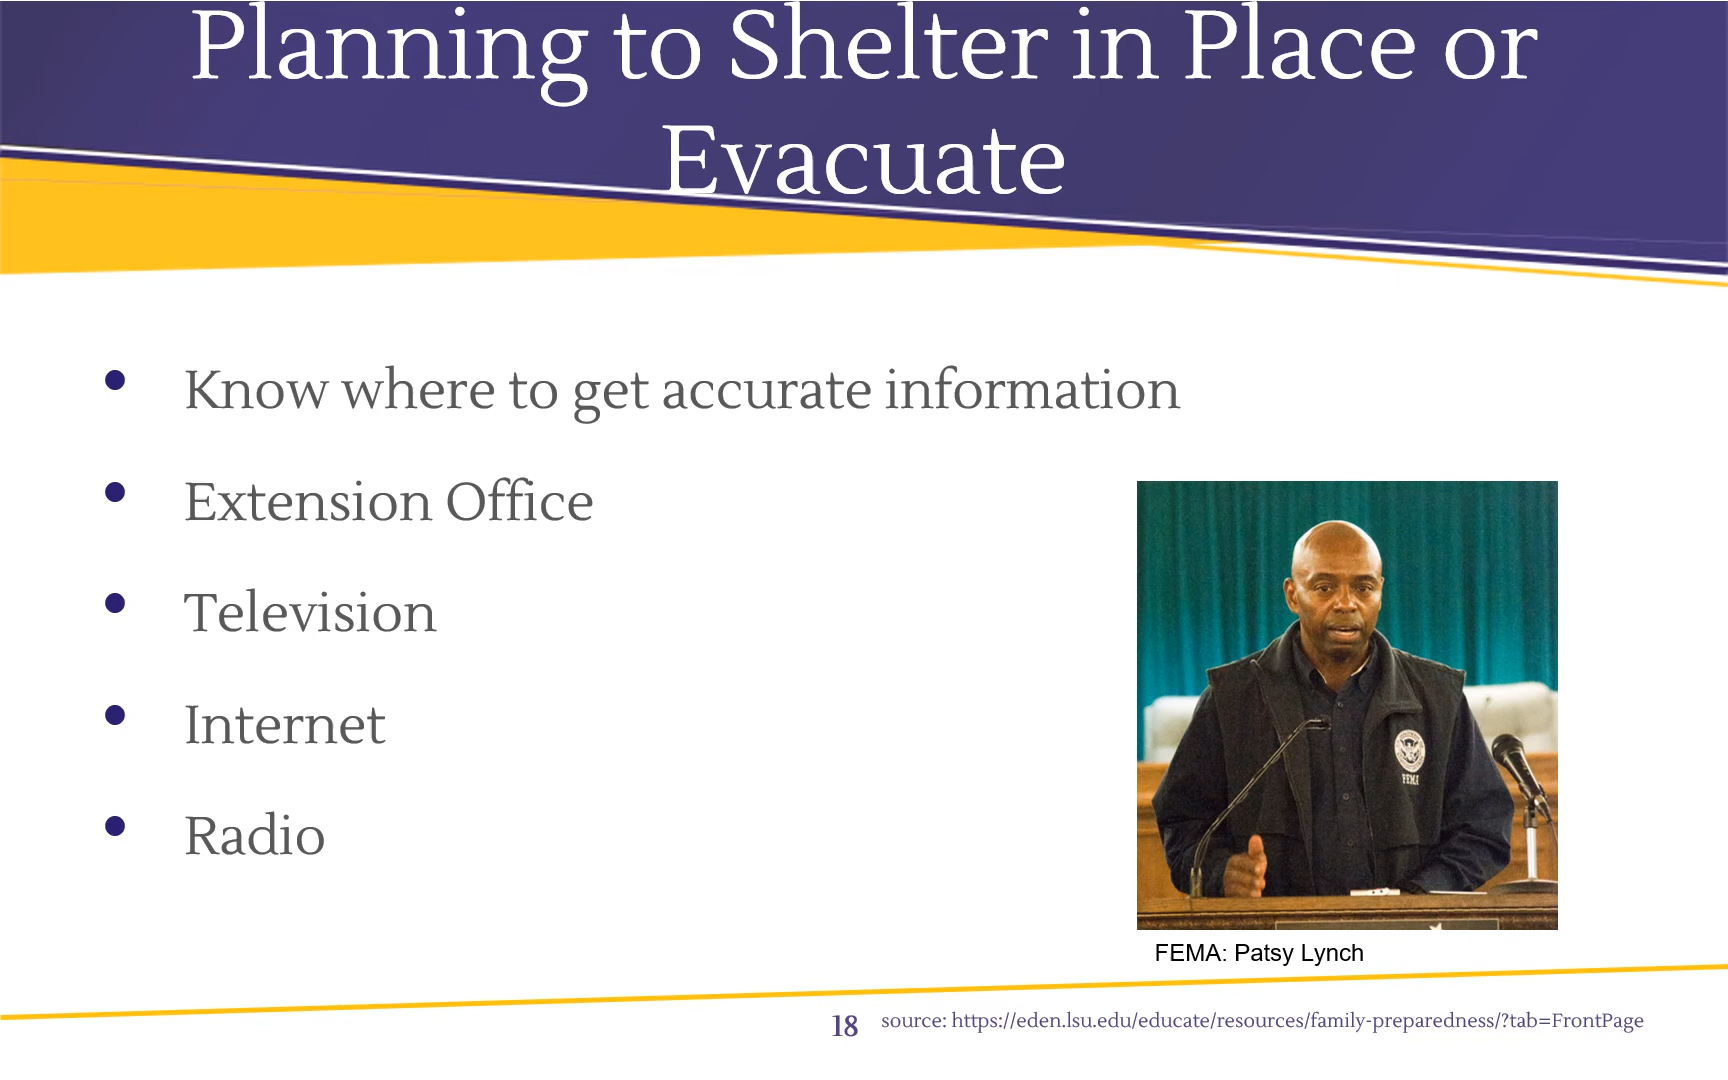 Planning to Shelter in Place or
Evacuate
• Know where to get accurate information
• Extension Office
• Television
• Internet
• Radio
FEMA
FEMA: Patsy Lynch
18
source: https://eden.lsu.edu/educate/resources/family-preparedness/?tab=FrontPage